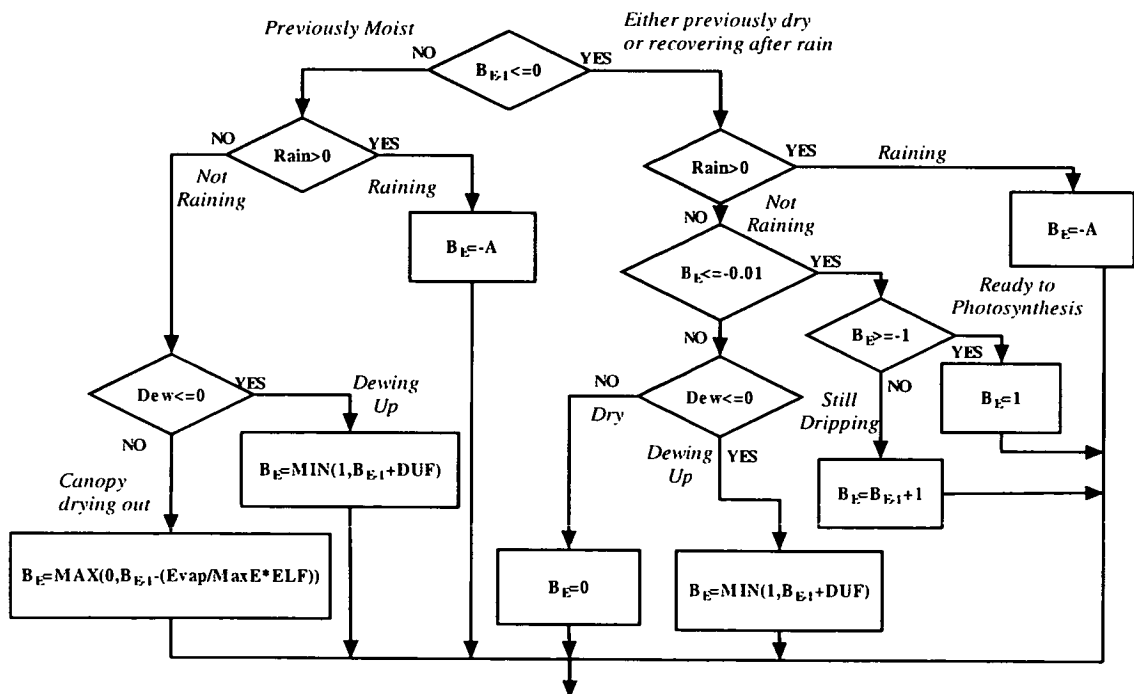 Previously Moist
Either previously dry
or recovering after rain
NO
YES
B_E-1<=0
NO
YES
Rain>0
Not
Raining
Raining
B_E=-A
YES
Rain>0
Raining
NO
Not
Raining
B_E=-A
B_E<=-0.01
YES
NO
Ready to
Photosynthesis
B_E>=-1
YES
NO
B_E=1
Still
Dripping
B_E=B_E-1+1
Dew<=0
YES
NO
Dewing
Up
B_E=MIN(1,B_E-1+DUF)
Canopy
drying out
B_E=MAX(0,B_E-1-(Evap/MaxE*ELF))
NO
Dry
Dew<=0
Dewing
Up
YES
B_E=0
B_E=MIN(1,B_E-1+DUF)